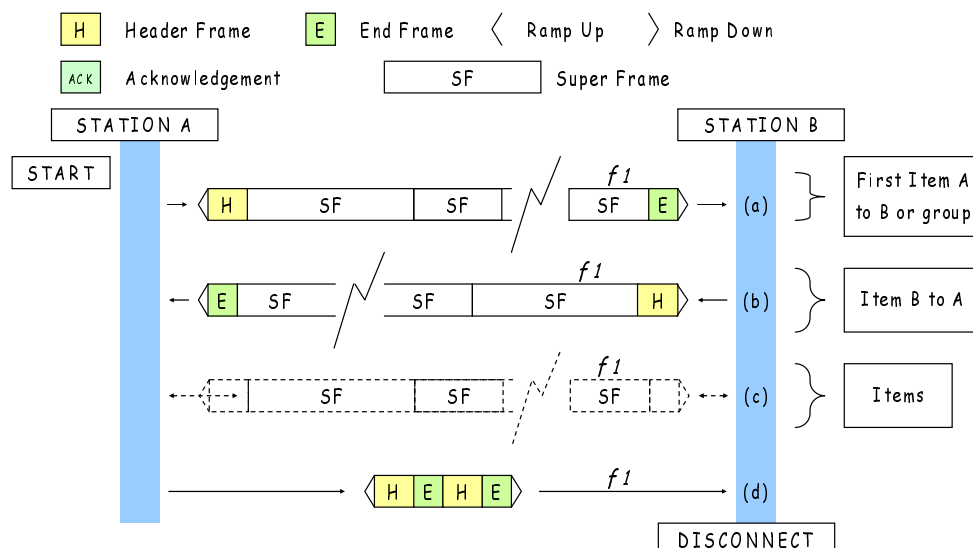 H Header Frame E End Frame Ramp Up Ramp Down
ACK Acknowledgement SF Super Frame
STATION A STATION B
START
f1
H SF SF SF E (a)
First Item A
to B or group
f1
E SF SF SF H (b)
Item B to A
f1
SF SF SF (c)
Items
H E H E f1 (d)
DISCONNECT